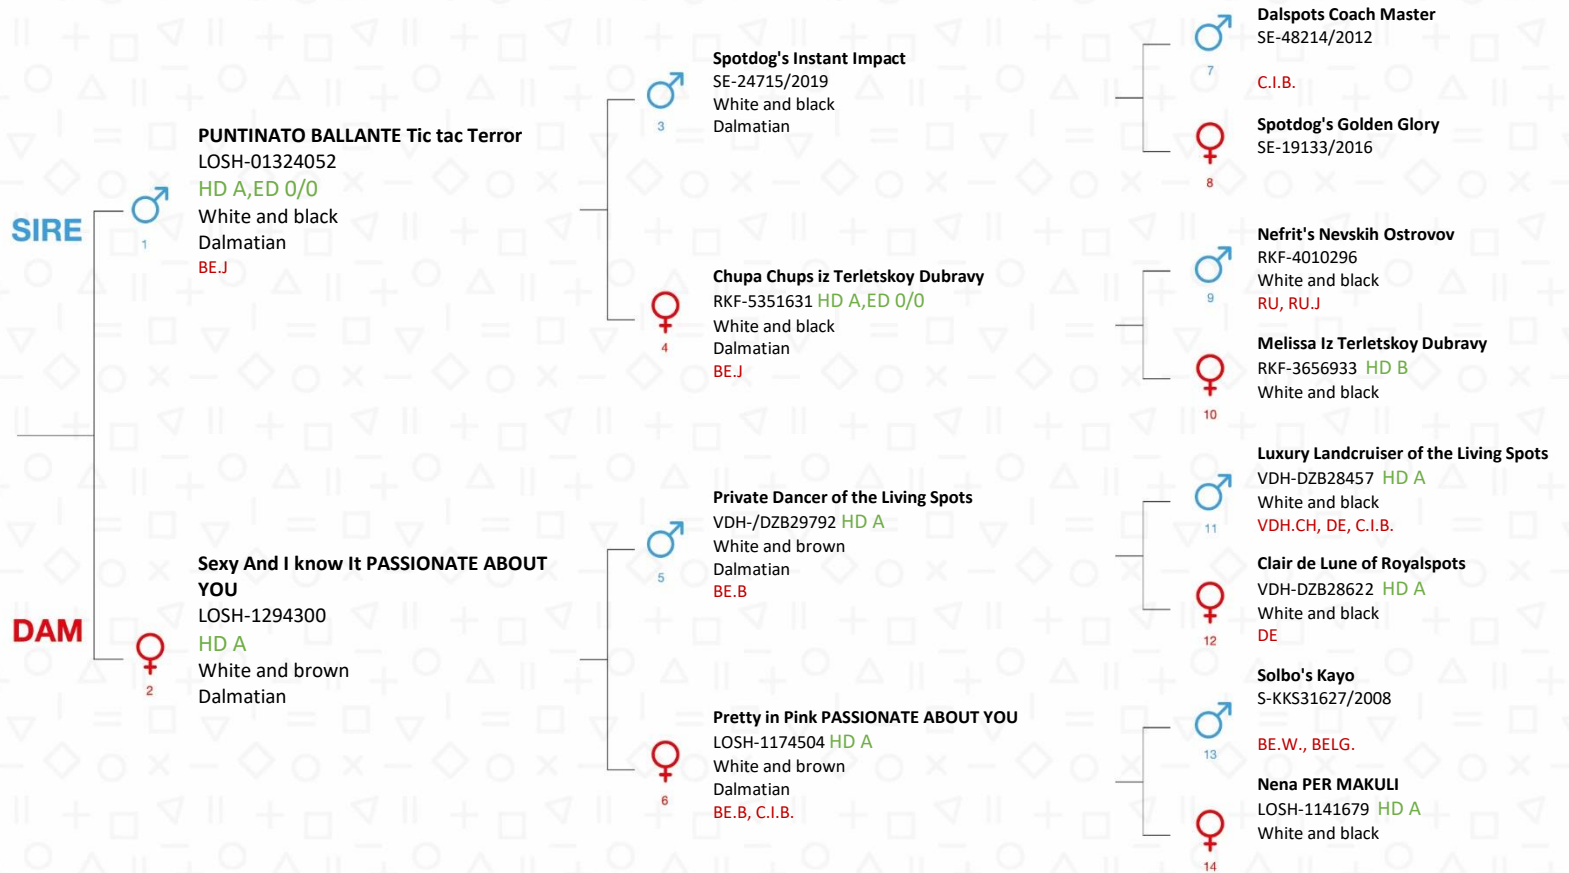 SIRE
1
PUNTINATO BALLANTE Tic tac Terror
LOSH-01324052
HD A,ED 0/0
White and black
Dalmatian
BE.J
DAM
2
Sexy And I know It PASSIONATE ABOUT
YOU
LOSH-1294300
HD A
White and brown
Dalmatian
3
Spotdog's Instant Impact
SE-24715/2019
White and black
Dalmatian
4
Chupa Chups iz Terletskoy Dubravy
RKF-5351631 HD A,ED 0/0
White and black
Dalmatian
BE.J
5
Private Dancer of the Living Spots
VDH-/DZB29792 HD A
White and brown
Dalmatian
BE.B
6
Pretty in Pink PASSIONATE ABOUT YOU
LOSH-1174504 HD A
White and brown
Dalmatian
BE.B, C.I.B.
7
Dalspots Coach Master
SE-48214/2012
C.I.B.
8
Spotdog's Golden Glory
SE-19133/2016
9
Nefrit's Nevskih Ostrovov
RKF-4010296
White and black
RU, RU.J
10
Melissa Iz Terletskoy Dubravy
RKF-3656933 HD B
White and black
11
Luxury Landcruiser of the Living Spots
VDH-DZB28457 HD A
White and black
VDH.CH, DE, C.I.B.
12
Clair de Lune of Royalspots
VDH-DZB28622 HD A
White and black
DE
13
Solbo's Kayo
S-KKS31627/2008
BE.W., BELG.
14
Nena PER MAKULI
LOSH-1141679 HD A
White and black